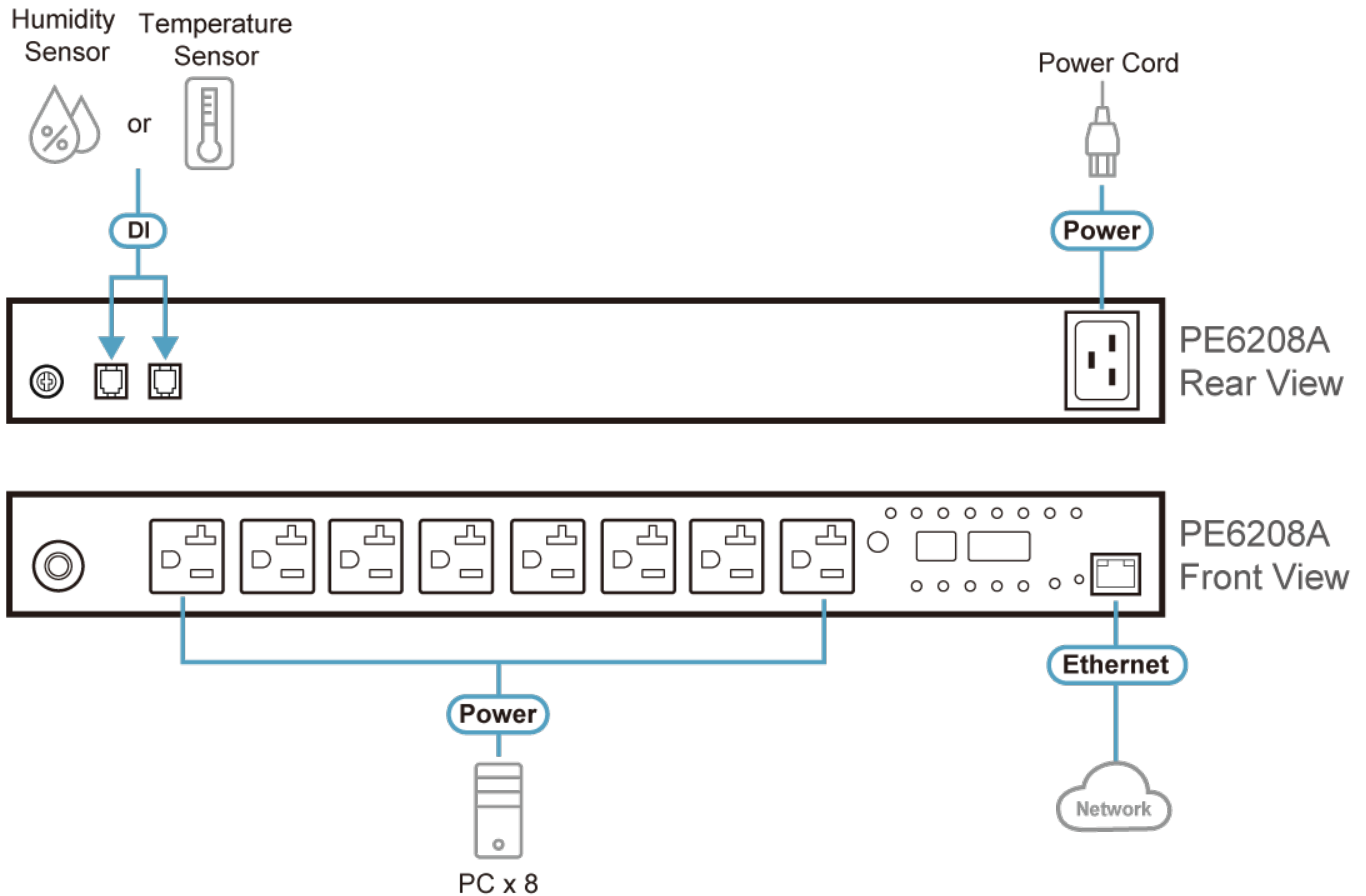 Humidity
Sensor
Temperature
Sensor
or
Power Cord
DI
Power
PE6208A
Rear View
PE6208A
Front View
Ethernet
Power
Network
PC x 8